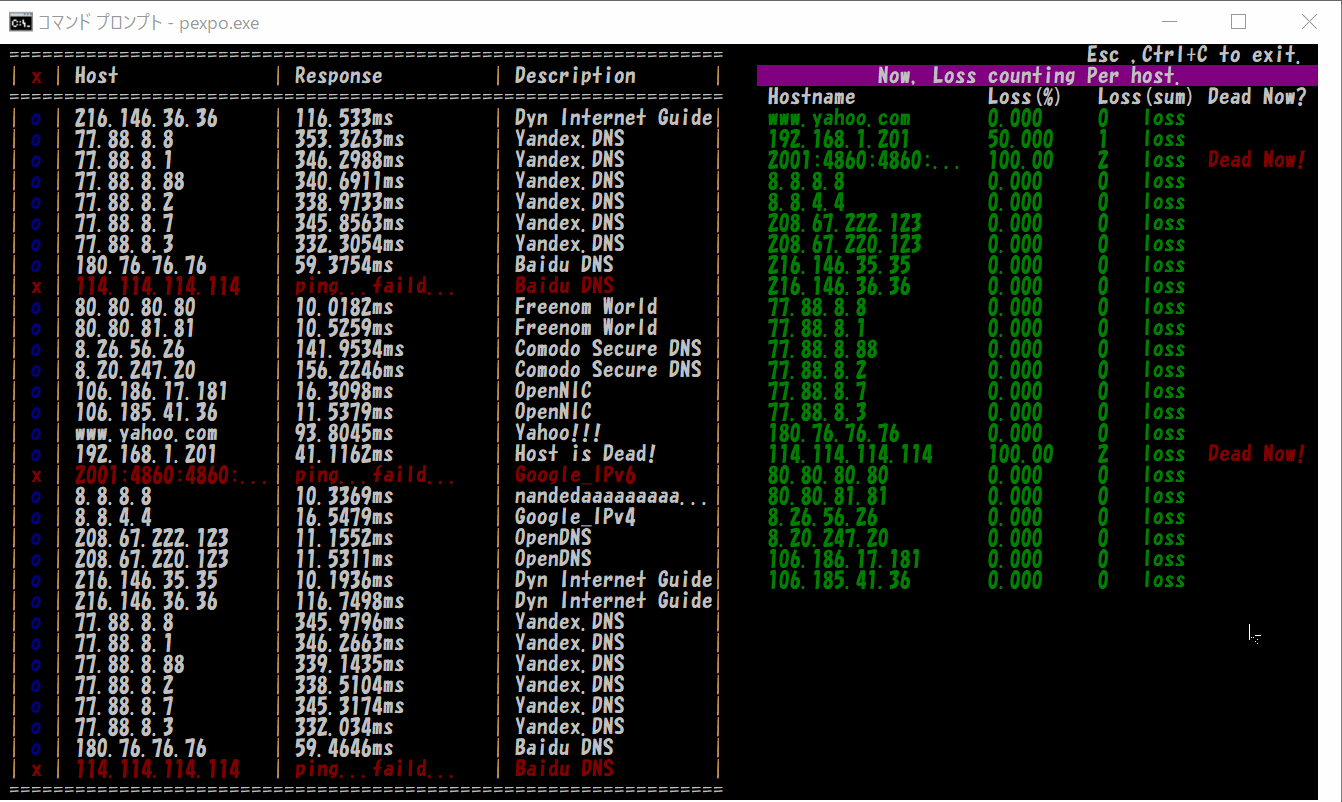 コマンド プロンプト - pexpo.exe
Esc ,Ctrl+C to exit.
| x | Host | Response | Description |
| o | 216.146.36.36 | 116.533ms | Dyn Internet Guide|
| o | 77.88.8.8 | 353.3263ms | Yandex.DNS |
| o | 77.88.8.1 | 346.2988ms | Yandex.DNS |
| o | 77.88.8.88 | 340.6911ms | Yandex.DNS |
| o | 77.88.8.2 | 338.9733ms | Yandex.DNS |
| o | 77.88.8.7 | 345.8563ms | Yandex.DNS |
| o | 77.88.8.3 | 332.3054ms | Yandex.DNS |
| o | 180.76.76.76 | 59.3754ms | Baidu DNS |
| x | 114.114.114.114 | ping...faild... | Baidu DNS |
| o | 80.80.80.80 | 10.0182ms | Freenom World |
| o | 80.80.81.81 | 10.5259ms | Freenom World |
| o | 8.26.56.26 | 141.9534ms | Comodo Secure DNS |
| o | 8.20.247.20 | 156.2246ms | Comodo Secure DNS |
| o | 106.186.17.181 | 16.3098ms | OpenNIC |
| o | 106.185.41.36 | 11.5379ms | OpenNIC |
| o | www.yahoo.com | 93.8045ms | Yahoo!!! |
| o | 192.168.1.201 | 41.1162ms | Host is Dead! |
| x | 2001:4860:4860:... | ping...faild... | Google_IPv6 |
| o | 8.8.8.8 | 10.3369ms | nandedaaaaaaaaa... |
| o | 8.8.4.4 | 16.5479ms | Google_IPv4 |
| o | 208.67.222.123 | 11.1552ms | OpenDNS |
| o | 208.67.220.123 | 11.5311ms | OpenDNS |
| o | 216.146.35.35 | 10.1936ms | Dyn Internet Guide|
| o | 216.146.36.36 | 116.7498ms | Dyn Internet Guide|
| o | 77.88.8.8 | 345.9796ms | Yandex.DNS |
| o | 77.88.8.1 | 346.2663ms | Yandex.DNS |
| o | 77.88.8.88 | 339.1435ms | Yandex.DNS |
| o | 77.88.8.2 | 338.5104ms | Yandex.DNS |
| o | 77.88.8.7 | 345.3174ms | Yandex.DNS |
| o | 77.88.8.3 | 332.034ms | Yandex.DNS |
| o | 180.76.76.76 | 59.4646ms | Baidu DNS |
| x | 114.114.114.114 | ping...faild... | Baidu DNS |
Now, Loss counting Per host.
Hostname Loss(%) Loss(sum) Dead Now?
www.yahoo.com 0.000 0 loss
192.168.1.201 50.000 1 loss
2001:4860:4860:... 100.00 2 loss Dead Now!
8.8.8.8 0.000 0 loss
8.8.4.4 0.000 0 loss
208.67.222.123 0.000 0 loss
208.67.220.123 0.000 0 loss
216.146.35.35 0.000 0 loss
216.146.36.36 0.000 0 loss
77.88.8.8 0.000 0 loss
77.88.8.1 0.000 0 loss
77.88.8.88 0.000 0 loss
77.88.8.2 0.000 0 loss
77.88.8.7 0.000 0 loss
77.88.8.3 0.000 0 loss
180.76.76.76 0.000 0 loss
114.114.114.114 100.00 2 loss Dead Now!
80.80.80.80 0.000 0 loss
80.80.81.81 0.000 0 loss
8.26.56.26 0.000 0 loss
8.20.247.20 0.000 0 loss
106.186.17.181 0.000 0 loss
106.185.41.36 0.000 0 loss